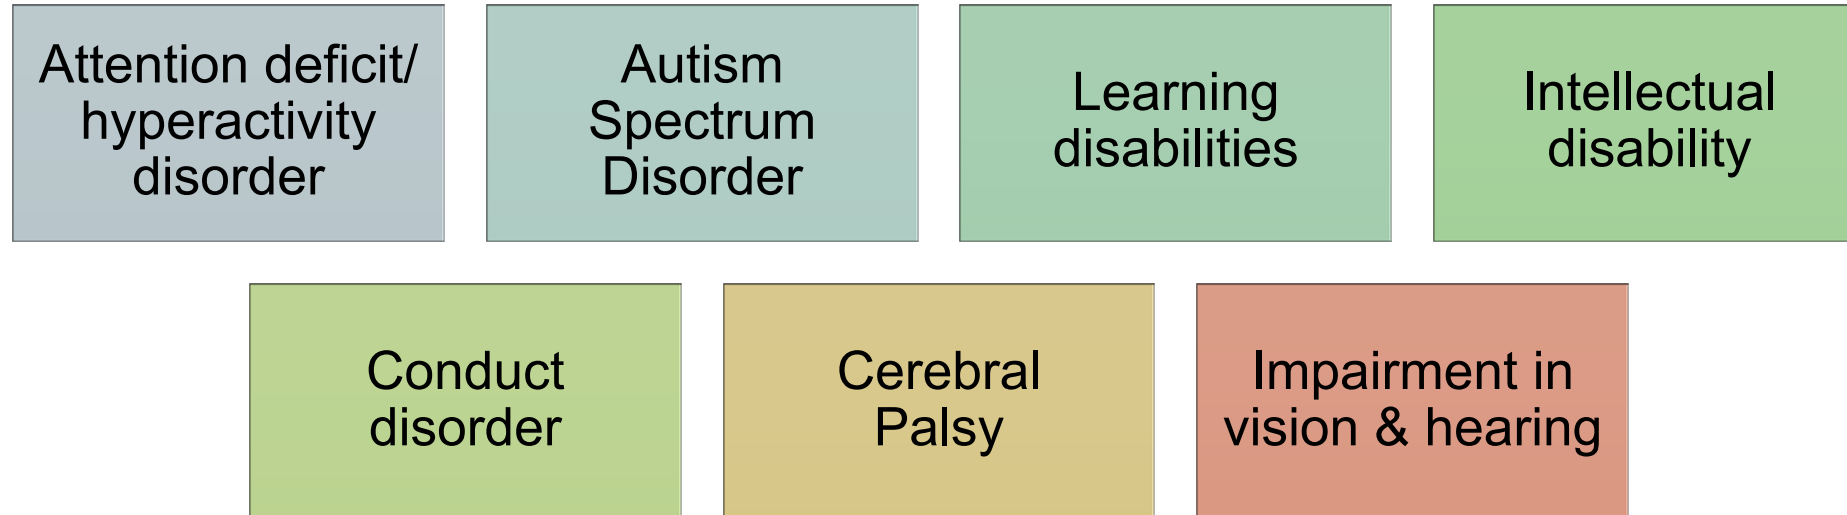 Attention deficit/
hyperactivity
disorder
Autism
Spectrum
Disorder
Learning
disabilities
Intellectual
disability
Conduct
disorder
Cerebral
Palsy
Impairment in
vision & hearing